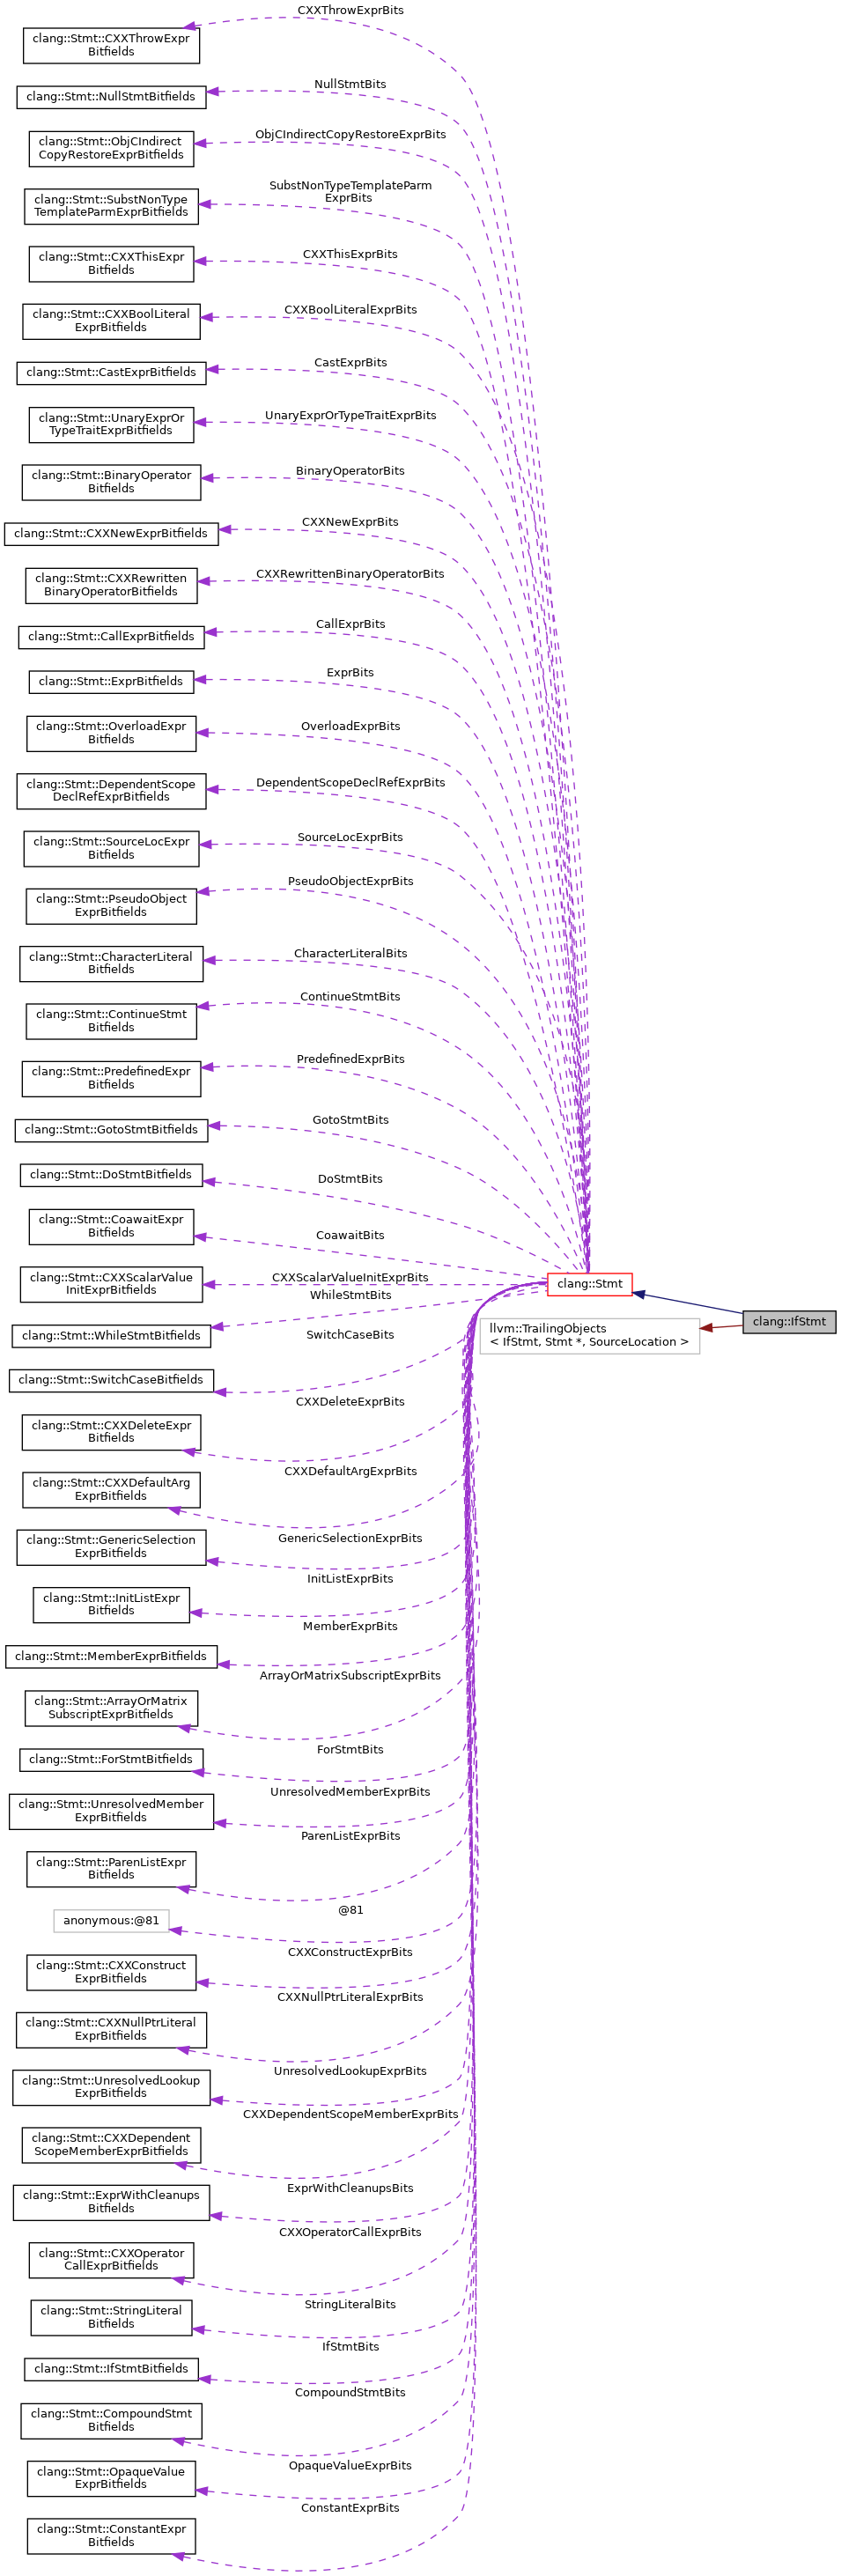 CXXThrowExprBits
clang::Stmt::CXXThrowExpr
Bitfields
NullStmtBits
clang::Stmt::NullStmtBitfields
ObjCIndirectCopyRestoreExprBits
clang::Stmt::ObjCIndirect
CopyRestoreExprBitfields
SubstNonTypeTemplateParm
ExprBits
clang::Stmt::SubstNonType
TemplateParmExprBitfields
CXXThisExprBits
clang::Stmt::CXXThisExpr
Bitfields
CXXBoolLiteralExprBits
clang::Stmt::CXXBoolLiteral
ExprBitfields
CastExprBits
clang::Stmt::CastExprBitfields
UnaryExprOrTypeTraitExprBits
clang::Stmt::UnaryExprOr
TypeTraitExprBitfields
BinaryOperatorBits
clang::Stmt::BinaryOperator
Bitfields
CXXNewExprBits
clang::Stmt::CXXNewExprBitfields
CXXRewrittenBinaryOperatorBits
clang::Stmt::CXXRewritten
BinaryOperatorBitfields
CallExprBits
clang::Stmt::CallExprBitfields
ExprBits
clang::Stmt::ExprBitfields
OverloadExprBits
clang::Stmt::OverloadExpr
Bitfields
DependentScopeDeclRefExprBits
clang::Stmt::DependentScope
DeclRefExprBitfields
SourceLocExprBits
clang::Stmt::SourceLocExpr
Bitfields
PseudoObjectExprBits
clang::Stmt::PseudoObject
ExprBitfields
CharacterLiteralBits
clang::Stmt::CharacterLiteral
Bitfields
ContinueStmtBits
clang::Stmt::ContinueStmt
Bitfields
PredefinedExprBits
clang::Stmt::PredefinedExpr
Bitfields
GotoStmtBits
clang::Stmt::GotoStmtBitfields
DoStmtBits
clang::Stmt::DoStmtBitfields
CoawaitBits
clang::Stmt::CoawaitExpr
Bitfields
CXXScalarValueInitExprBits
clang::Stmt::CXXScalarValue
InitExprBitfields
clang::Stmt
WhileStmtBits
clang::Stmt::WhileStmtBitfields
clang::IfStmt
llvm::TrailingObjects
< IfStmt, Stmt *, SourceLocation >
SwitchCaseBits
clang::Stmt::SwitchCaseBitfields
CXXDeleteExprBits
clang::Stmt::CXXDeleteExpr
Bitfields
CXXDefaultArgExprBits
clang::Stmt::CXXDefaultArg
ExprBitfields
GenericSelectionExprBits
clang::Stmt::GenericSelection
ExprBitfields
InitListExprBits
clang::Stmt::InitListExpr
Bitfields
MemberExprBits
clang::Stmt::MemberExprBitfields
ArrayOrMatrixSubscriptExprBits
clang::Stmt::ArrayOrMatrix
SubscriptExprBitfields
ForStmtBits
clang::Stmt::ForStmtBitfields
UnresolvedMemberExprBits
clang::Stmt::UnresolvedMember
ExprBitfields
ParenListExprBits
clang::Stmt::ParenListExpr
Bitfields
@81
anonymous:@81
CXXConstructExprBits
clang::Stmt::CXXConstruct
ExprBitfields
CXXNullPtrLiteralExprBits
clang::Stmt::CXXNullPtrLiteral
ExprBitfields
UnresolvedLookupExprBits
clang::Stmt::UnresolvedLookup
ExprBitfields
CXXDependentScopeMemberExprBits
clang::Stmt::CXXDependent
ScopeMemberExprBitfields
ExprWithCleanupsBits
clang::Stmt::ExprWithCleanups
Bitfields
CXXOperatorCallExprBits
clang::Stmt::CXXOperator
CallExprBitfields
StringLiteralBits
clang::Stmt::StringLiteral
Bitfields
IfStmtBits
clang::Stmt::IfStmtBitfields
CompoundStmtBits
clang::Stmt::CompoundStmt
Bitfields
OpaqueValueExprBits
clang::Stmt::OpaqueValue
ExprBitfields
ConstantExprBits
clang::Stmt::ConstantExpr
Bitfields